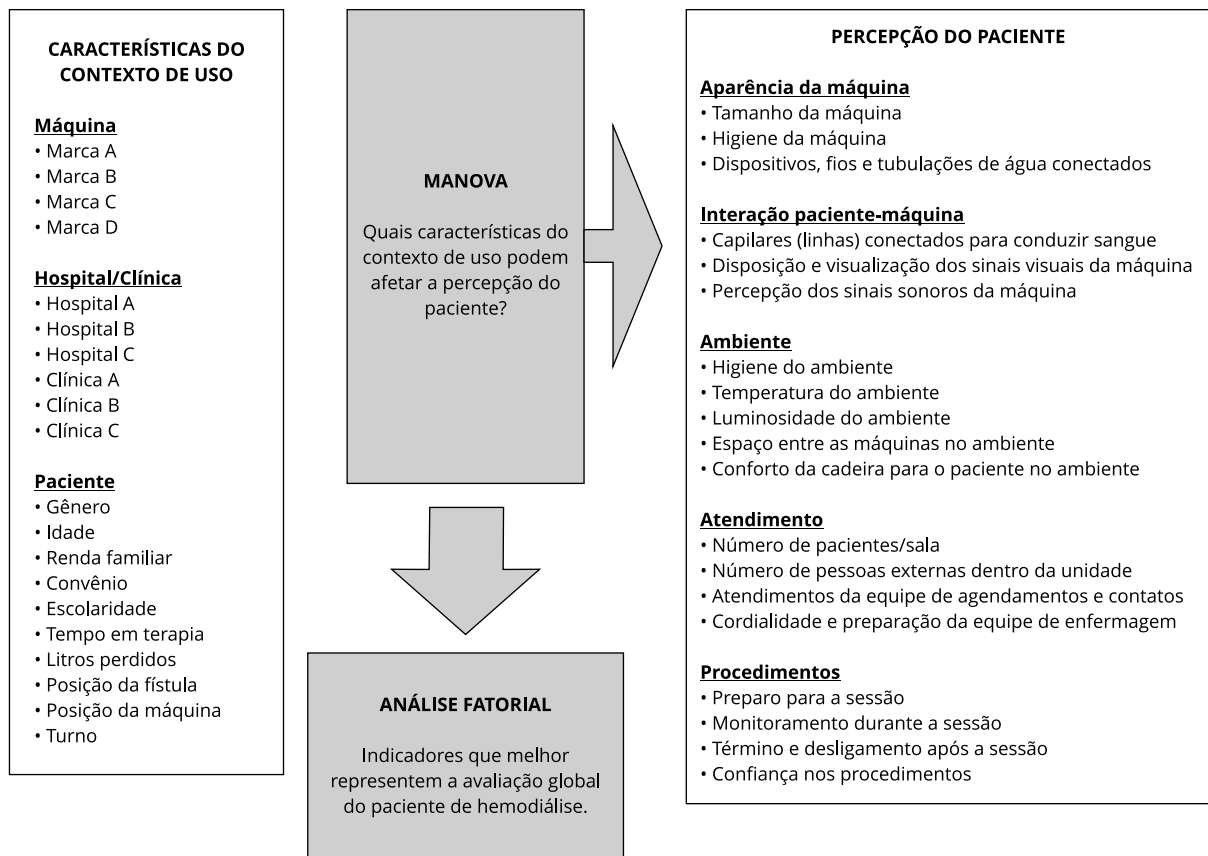 CARACTERÍSTICAS DO
CONTEXTO DE USO
Máquina
• Marca A
• Marca B
• Marca C
• Marca D
Hospital/Clínica
• Hospital A
• Hospital B
• Hospital C
• Clínica A
• Clínica B
• Clínica C
Paciente
• Gênero
• Idade
• Renda familiar
• Convênio
• Escolaridade
• Tempo em terapia
• Litros perdidos
• Posição da fístula
• Posição da máquina
• Turno
MANOVA
Quais características do
contexto de uso podem
afetar a percepção do
paciente?
ANÁLISE FATORIAL
Indicadores que melhor
representem a avaliação global
do paciente de hemodiálise.
PERCEPÇÃO DO PACIENTE
Aparência da máquina
• Tamanho da máquina
• Higiene da máquina
• Dispositivos, fios e tubulações de água conectados
Interação paciente-máquina
• Capilares (linhas) conectados para conduzir sangue
• Disposição e visualização dos sinais visuais da máquina
• Percepção dos sinais sonoros da máquina
Ambiente
• Higiene do ambiente
• Temperatura do ambiente
• Luminosidade do ambiente
• Espaço entre as máquinas no ambiente
• Conforto da cadeira para o paciente no ambiente
Atendimento
• Número de pacientes/sala
• Número de pessoas externas dentro da unidade
• Atendimentos da equipe de agendamentos e contatos
• Cordialidade e preparação da equipe de enfermagem
Procedimentos
• Preparo para a sessão
• Monitoramento durante a sessão
• Término e desligamento após a sessão
• Confiança nos procedimentos